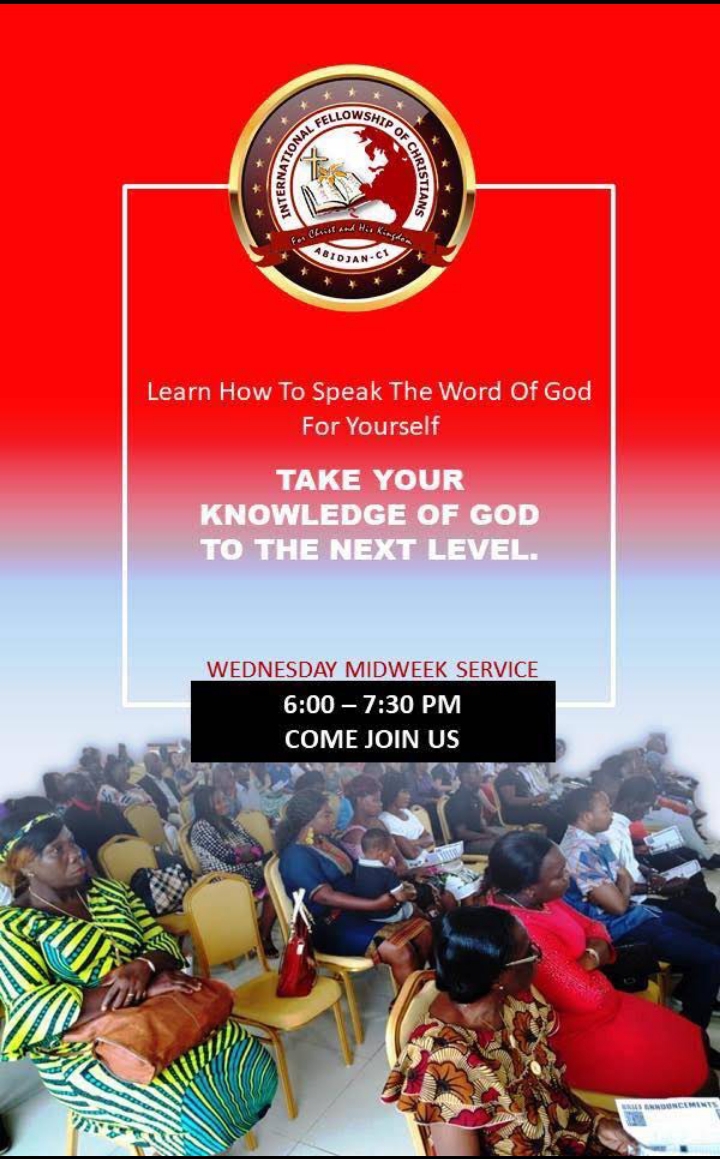 INTERNATIONAL FELLOWSHIP OF CHRISTIANS
For Christ and His Kingdom
ABIDJAN-CI
Learn How To Speak The Word Of God
For Yourself
TAKE YOUR
KNOWLEDGE OF GOD
TO THE NEXT LEVEL.
WEDNESDAY MIDWEEK SERVICE
6:00 – 7:30 PM
COME JOIN US
ANNOUNCEMENTS